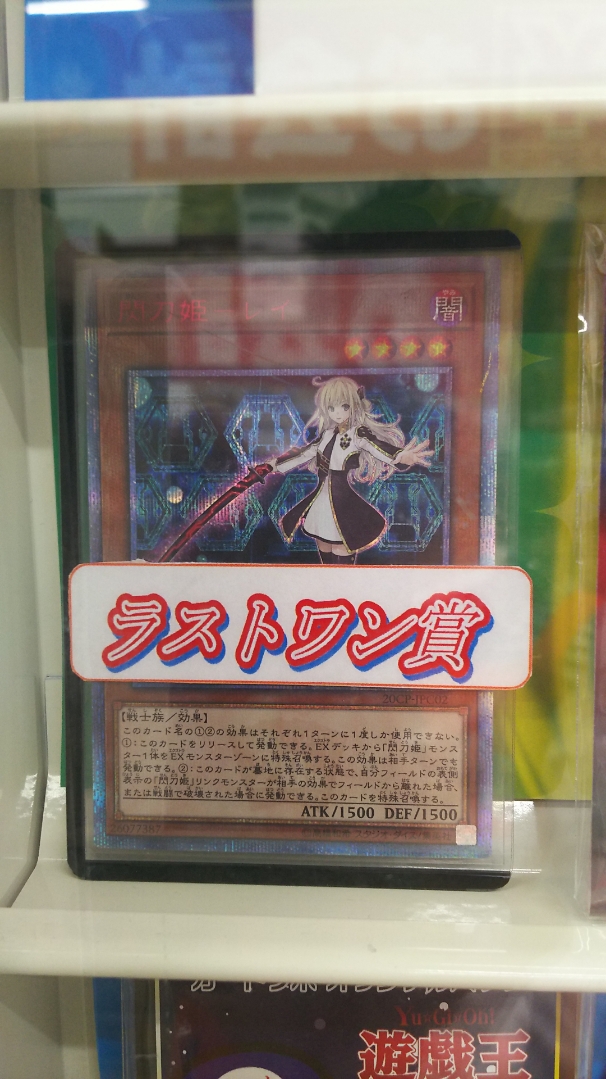 閃刀姫－レイ
闇
ラストワン賞
20CP-JPC02
【戦士族／効果】
このカード名の①②の効果はそれぞれ1ターンに1度しか使用できない。
①：このカードをリリースして発動できる。EXデッキから「閃刀姫」モンス
ター1体をEXモンスターゾーンに特殊召喚する。この効果は相手ターンでも
発動できる。②：このカードが墓地に存在する状態で、自分フィールドの表側
表示の「閃刀姫」リンクモンスターが相手の効果でフィールドから離れた場合、
または戦闘で破壊された場合に発動できる。このカードを特殊召喚する。
ATK/1500 DEF/1500
Yu-Gi-Oh!
遊戯王